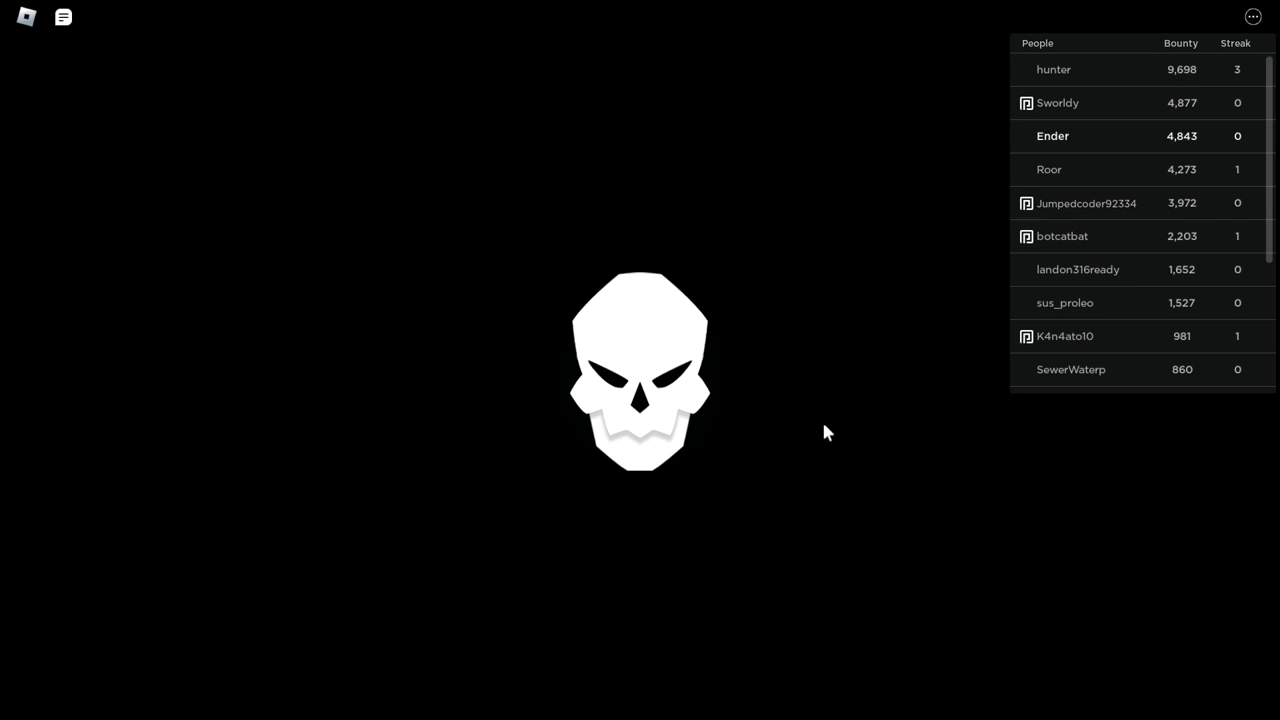 People Bounty Streak
hunter 9,698 3
Sworldy 4,877 0
Ender 4,843 0
Roor 4,273 1
Jumpedcoder92334 3,972 0
botcatbat 2,203 1
landon316ready 1,652 0
sus_proleo 1,527 0
K4n4ato10 981 1
SewerWaterp 860 0